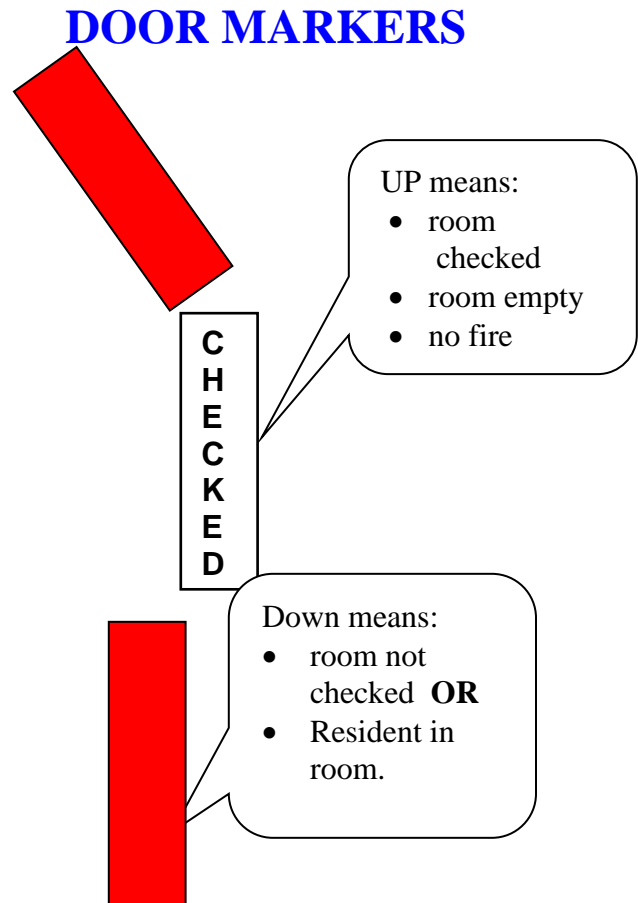 DOOR MARKERS
UP means:
• room
checked
• room empty
• no fire
CHECKED
Down means:
• room not
checked OR
• Resident in
room.